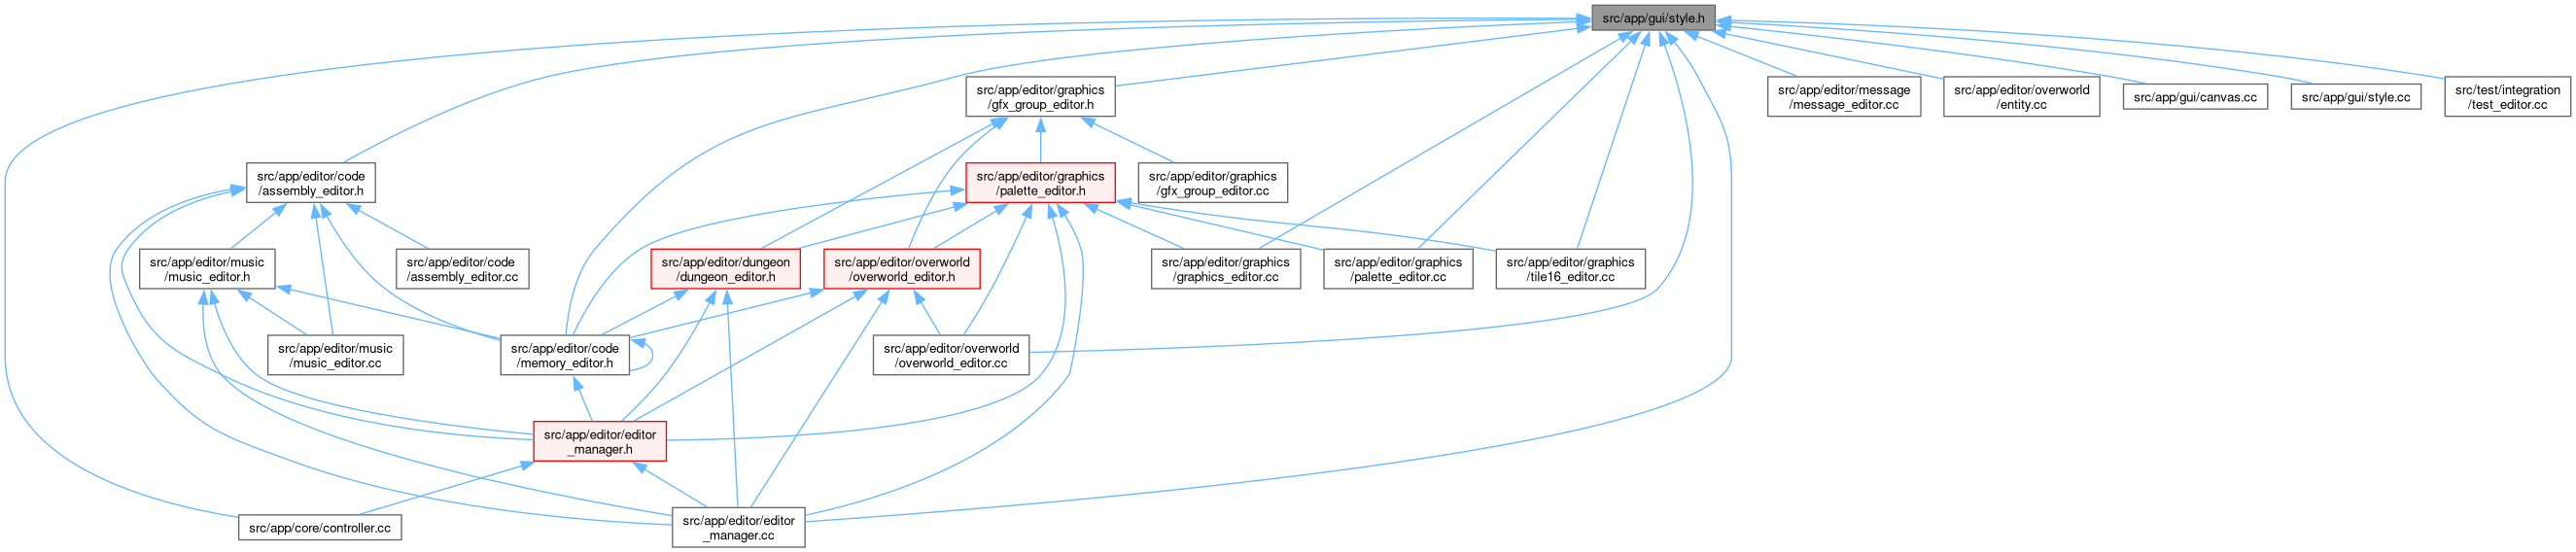 src/app/gui/style.h
src/app/editor/graphics
/gfx_group_editor.h
src/app/editor/message
/message_editor.cc
src/app/editor/overworld
/entity.cc
src/app/gui/canvas.cc
src/app/gui/style.cc
src/test/integration
/test_editor.cc
src/app/editor/code
/assembly_editor.h
src/app/editor/graphics
/palette_editor.h
src/app/editor/graphics
/gfx_group_editor.cc
src/app/editor/music
/music_editor.h
src/app/editor/code
/assembly_editor.cc
src/app/editor/dungeon
/dungeon_editor.h
src/app/editor/overworld
/overworld_editor.h
src/app/editor/graphics
/graphics_editor.cc
src/app/editor/graphics
/palette_editor.cc
src/app/editor/graphics
/tile16_editor.cc
src/app/editor/music
/music_editor.cc
src/app/editor/code
/memory_editor.h
src/app/editor/overworld
/overworld_editor.cc
src/app/editor/editor
_manager.h
src/app/core/controller.cc
src/app/editor/editor
_manager.cc